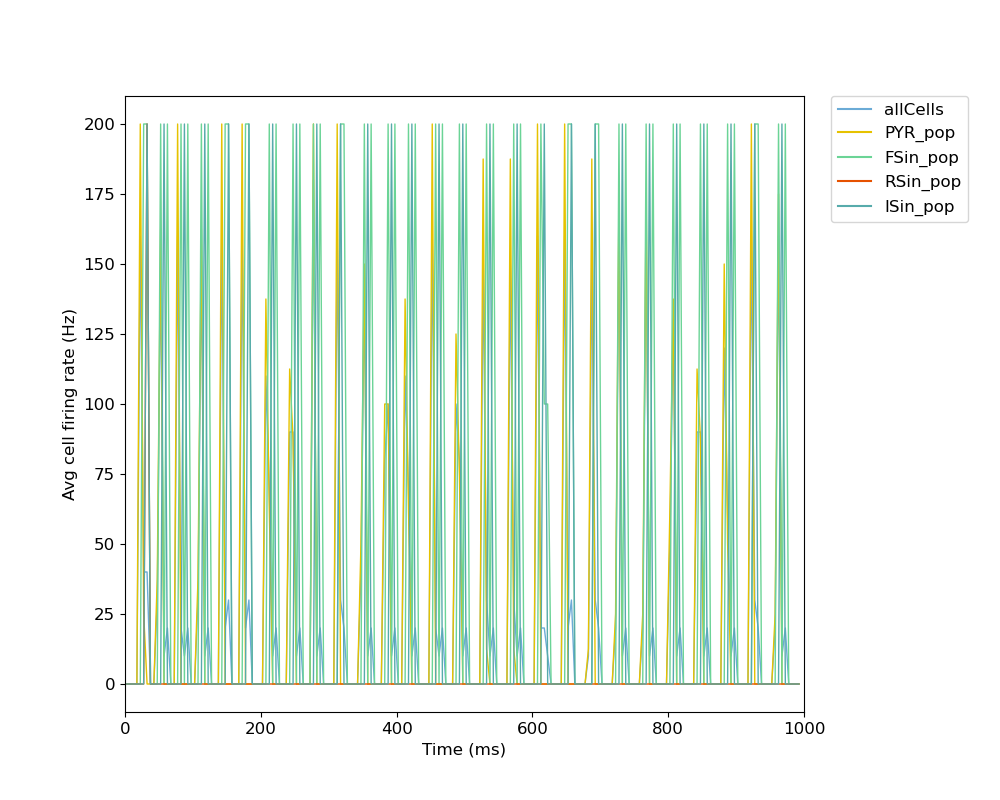 allCells
PYR_pop
FSin_pop
RSin_pop
ISin_pop
Avg cell firing rate (Hz)
200
175
150
125
100
75
50
25
0
0 200 400 600 800 1000
Time (ms)